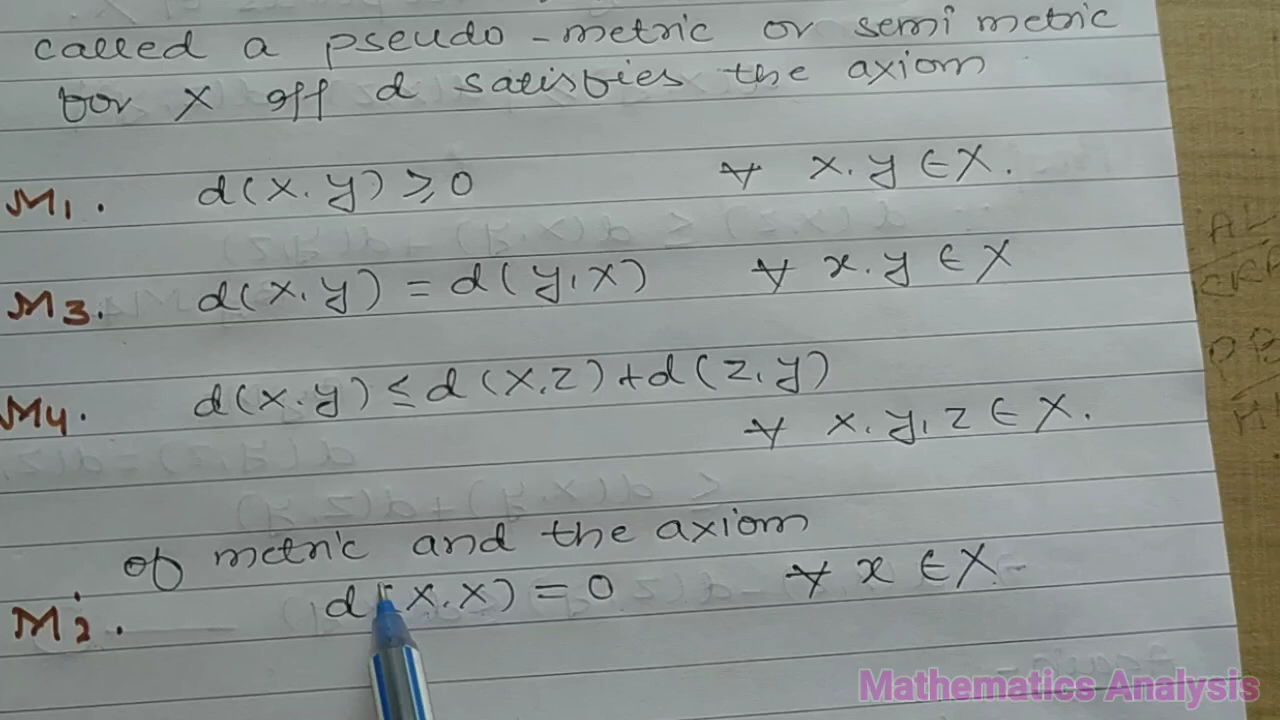 called a pseudo-metric or semi metric
for X iff d satisfies the axiom
M1. d(x,y) ≥ 0 ∀ x,y ∈ X.
M3. d(x,y) = d(y,x) ∀ x,y ∈ X
M4. d(x,y) ≤ d(x,z) + d(z,y)
∀ x,y,z ∈ X.
of metric and the axiom
M2. d(x,x) = 0 ∀ x ∈ X
Mathematics Analysis